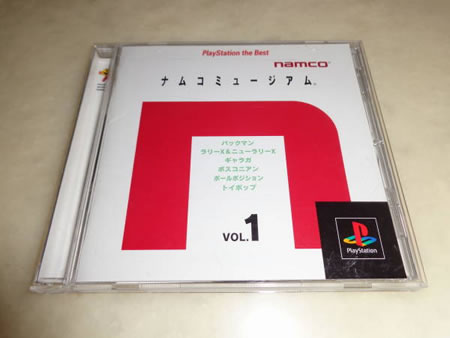 PlayStation the Best
namco
ナムコミュージアム。
パックマン
ラリーX&ニューラリーX
ギャラガ
ボスコニアン
ポールポジション
トイポップ
VOL.1
PlayStation